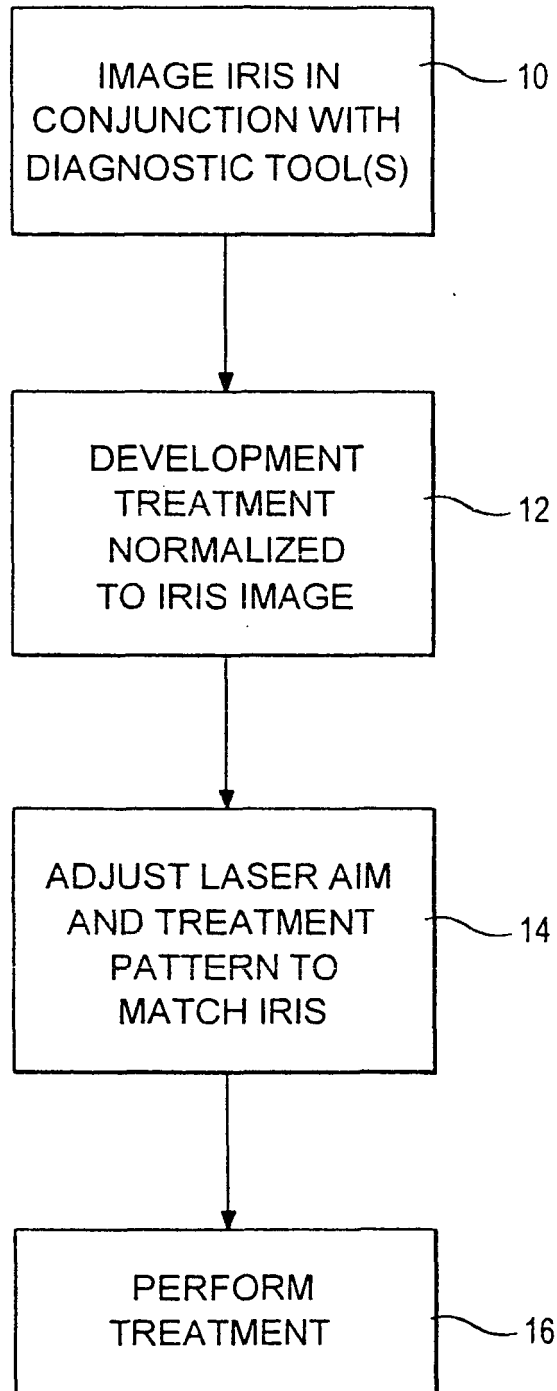 IMAGE IRIS IN
CONJUNCTION WITH
DIAGNOSTIC TOOL(S)
10
DEVELOPMENT
TREATMENT
NORMALIZED
TO IRIS IMAGE
12
ADJUST LASER AIM
AND TREATMENT
PATTERN TO
MATCH IRIS
14
PERFORM
TREATMENT
16